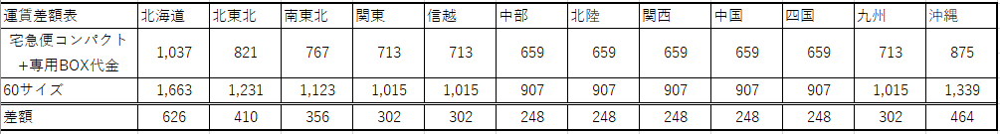 運賃差額表 北海道 北東北 南東北 関東 信越 中部 北陸 関西 中国 四国 九州 沖縄
宅急便コンパクト
+専用BOX代金 1,037 821 767 713 713 659 659 659 659 659 713 875
60サイズ 1,663 1,231 1,123 1,015 1,015 907 907 907 907 907 1,015 1,339
差額 626 410 356 302 302 248 248 248 248 248 302 464